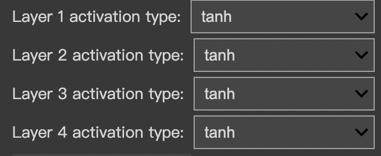 Layer 1 activation type: tanh
Layer 2 activation type: tanh
Layer 3 activation type: tanh
Layer 4 activation type: tanh